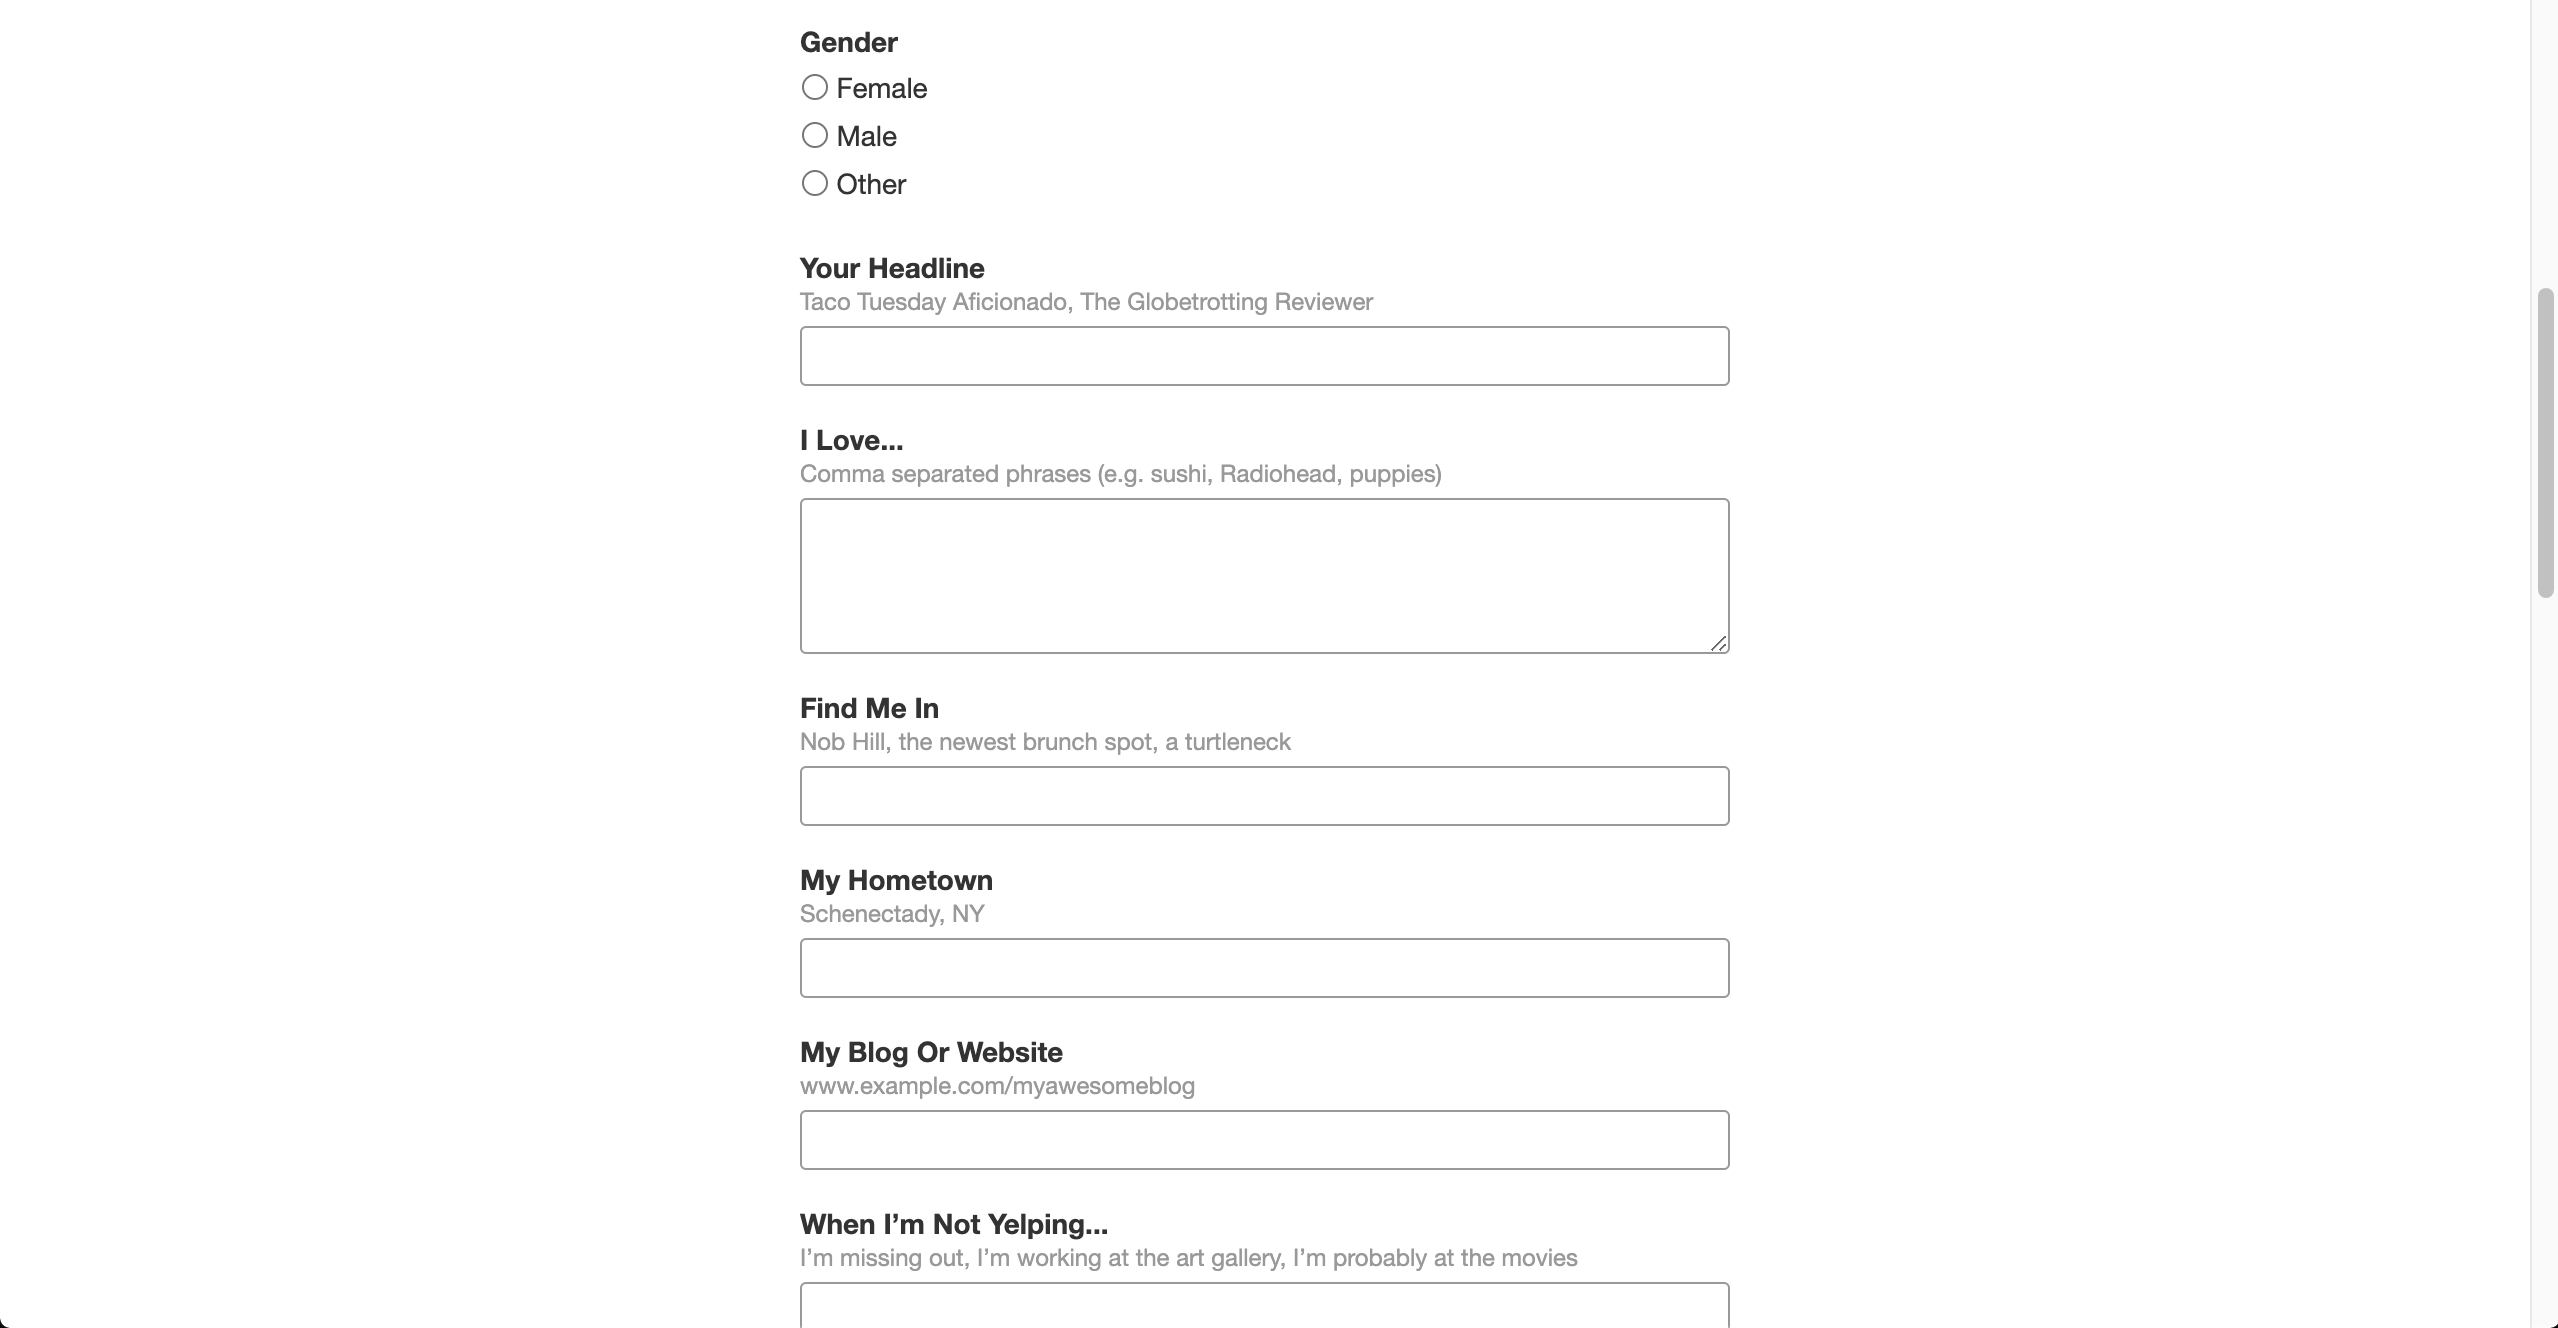 Gender
Female
Male
Other
Your Headline
Taco Tuesday Aficionado, The Globetrotting Reviewer
I Love...
Comma separated phrases (e.g. sushi, Radiohead, puppies)
Find Me In
Nob Hill, the newest brunch spot, a turtleneck
My Hometown
Schenectady, NY
My Blog Or Website
www.example.com/myawesomeblog
When I’m Not Yelping...
I’m missing out, I’m working at the art gallery, I’m probably at the movies